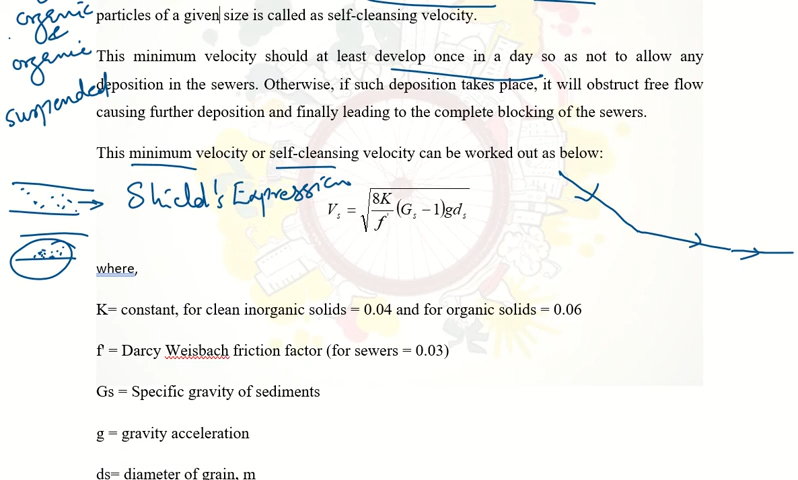 organic
&
organic
suspended
particles of a given size is called as self-cleansing velocity.
This minimum velocity should at least develop once in a day so as not to allow any
deposition in the sewers. Otherwise, if such deposition takes place, it will obstruct free flow
causing further deposition and finally leading to the complete blocking of the sewers.
This minimum velocity or self-cleansing velocity can be worked out as below:
Shield's Expression
V_s = √(8K/f' (G_s − 1)gd_s)
where,
K= constant, for clean inorganic solids = 0.04 and for organic solids = 0.06
f' = Darcy Weisbach friction factor (for sewers = 0.03)
Gs = Specific gravity of sediments
g = gravity acceleration
ds= diameter of grain, m